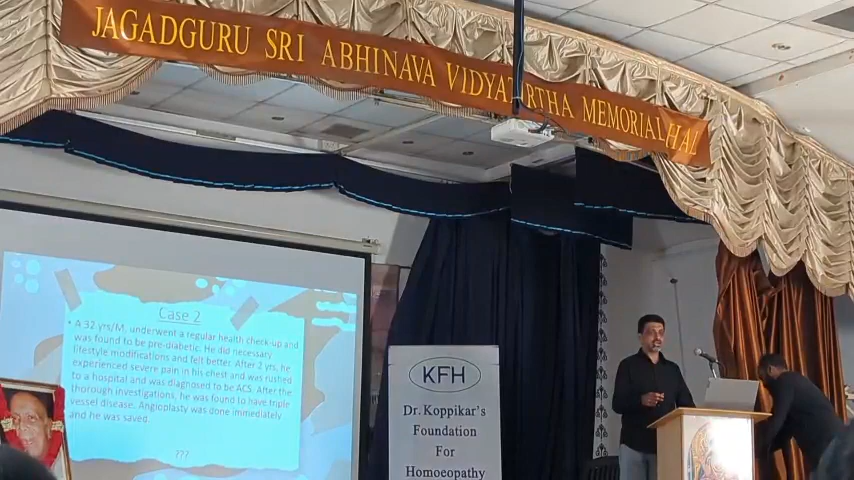 JAGADGURU SRI ABHINAVA VIDYATIRTHA MEMORIAL HAL
Case 2
• A 32 yrs/M, underwent a regular health check-up and
was found to be pre-diabetic. He did necessary
lifestyle modifications and felt better. After 2 yrs, he
experienced severe pain in his chest and was rushed
to a hospital and was diagnosed to be ACS. After the
thorough investigations, he was found to have triple
vessel disease. Angioplasty was done immediately
and he was saved.
???
KFH
Dr. Koppikar's
Foundation
For
Homoeopathy